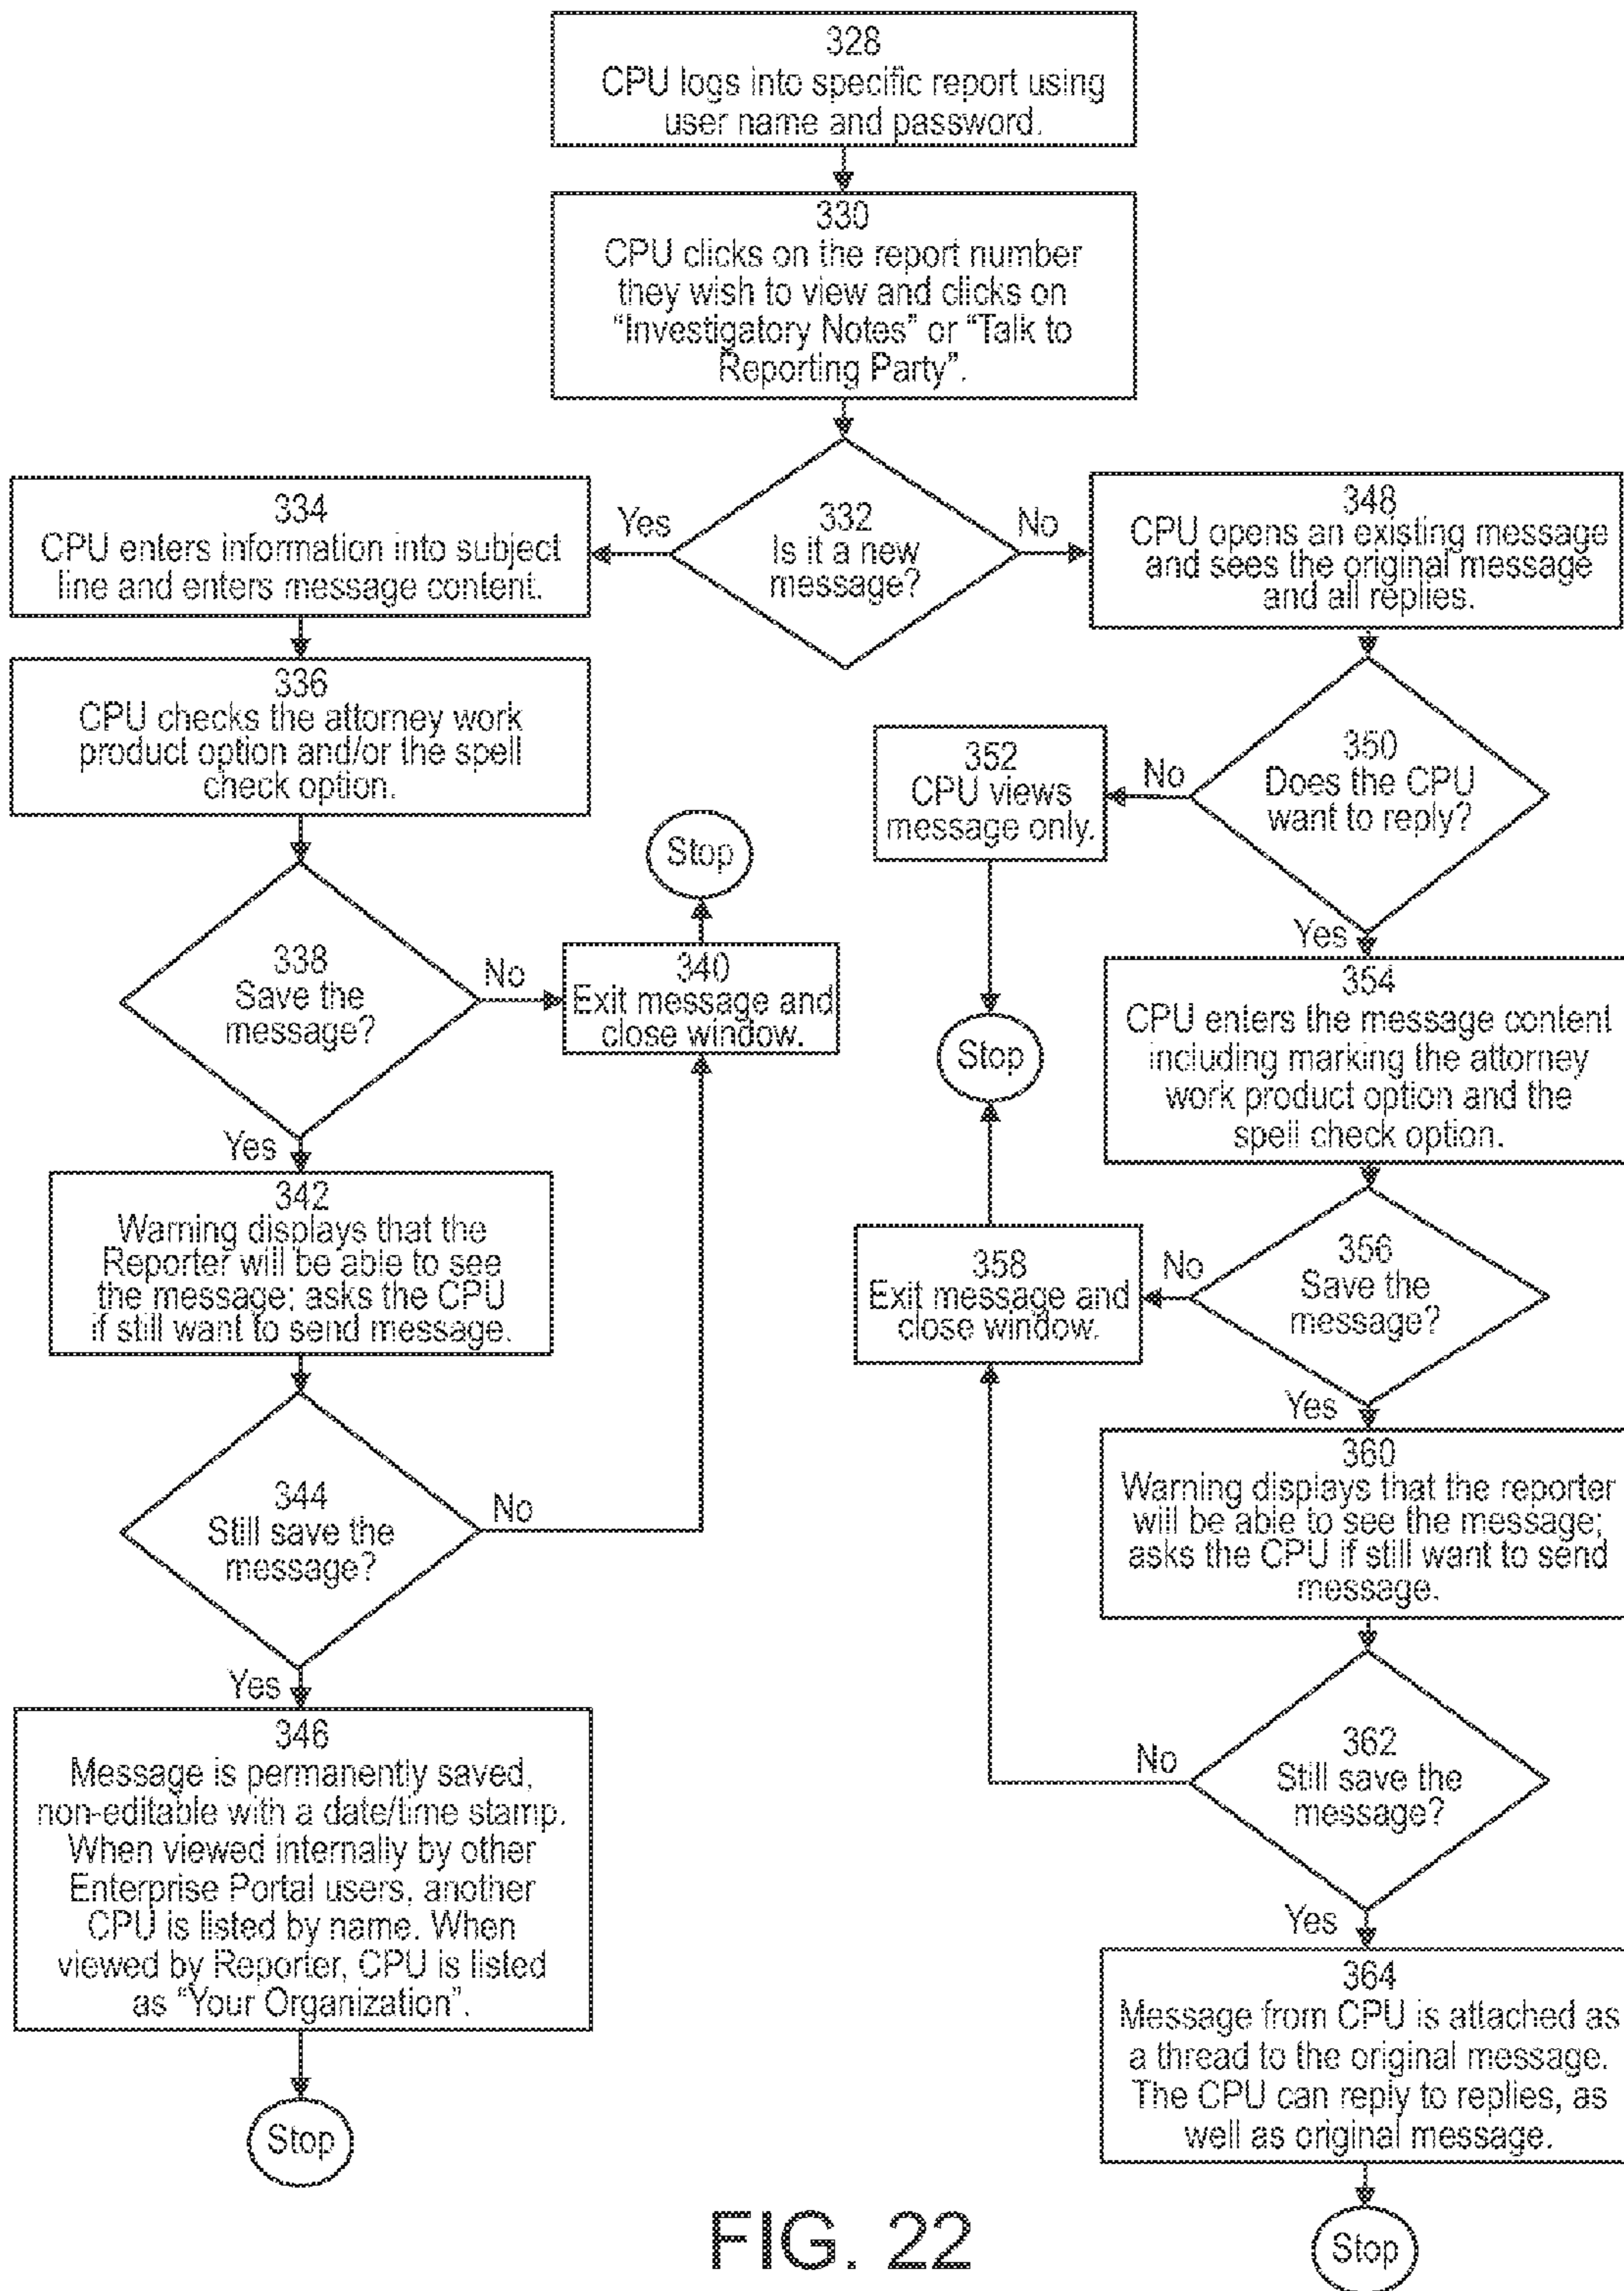 328
CPU logs into specific report using
user name and password.
330
CPU clicks on the report number
they wish to view and clicks on
“Investigatory Notes” or “Talk to
Reporting Party”.
332
Is it a new
message?
Yes
No
334
CPU enters information into subject
line and enters message content.
336
CPU checks the attorney work
product option and/or the spell
check option.
338
Save the
message?
No
340
Exit message and
close window.
Stop
Yes
342
Warning displays that the
Reporter will be able to see
the message; asks the CPU
if still want to send message.
344
Still save the
message?
No
Yes
346
Message is permanently saved,
non-editable with a date/time stamp.
When viewed internally by other
Enterprise Portal users, another
CPU is listed by name. When
viewed by Reporter, CPU is listed
as “Your Organization”.
Stop
348
CPU opens an existing message
and sees the original message
and all replies.
350
Does the CPU
want to reply?
No
352
CPU views
message only.
Stop
Yes
354
CPU enters the message content
including marking the attorney
work product option and the
spell check option.
356
Save the
message?
No
358
Exit message and
close window.
Yes
360
Warning displays that the reporter
will be able to see the message;
asks the CPU if still want to send
message.
362
Still save the
message?
No
Yes
364
Message from CPU is attached as
a thread to the original message.
The CPU can reply to replies, as
well as original message.
Stop
FIG. 22